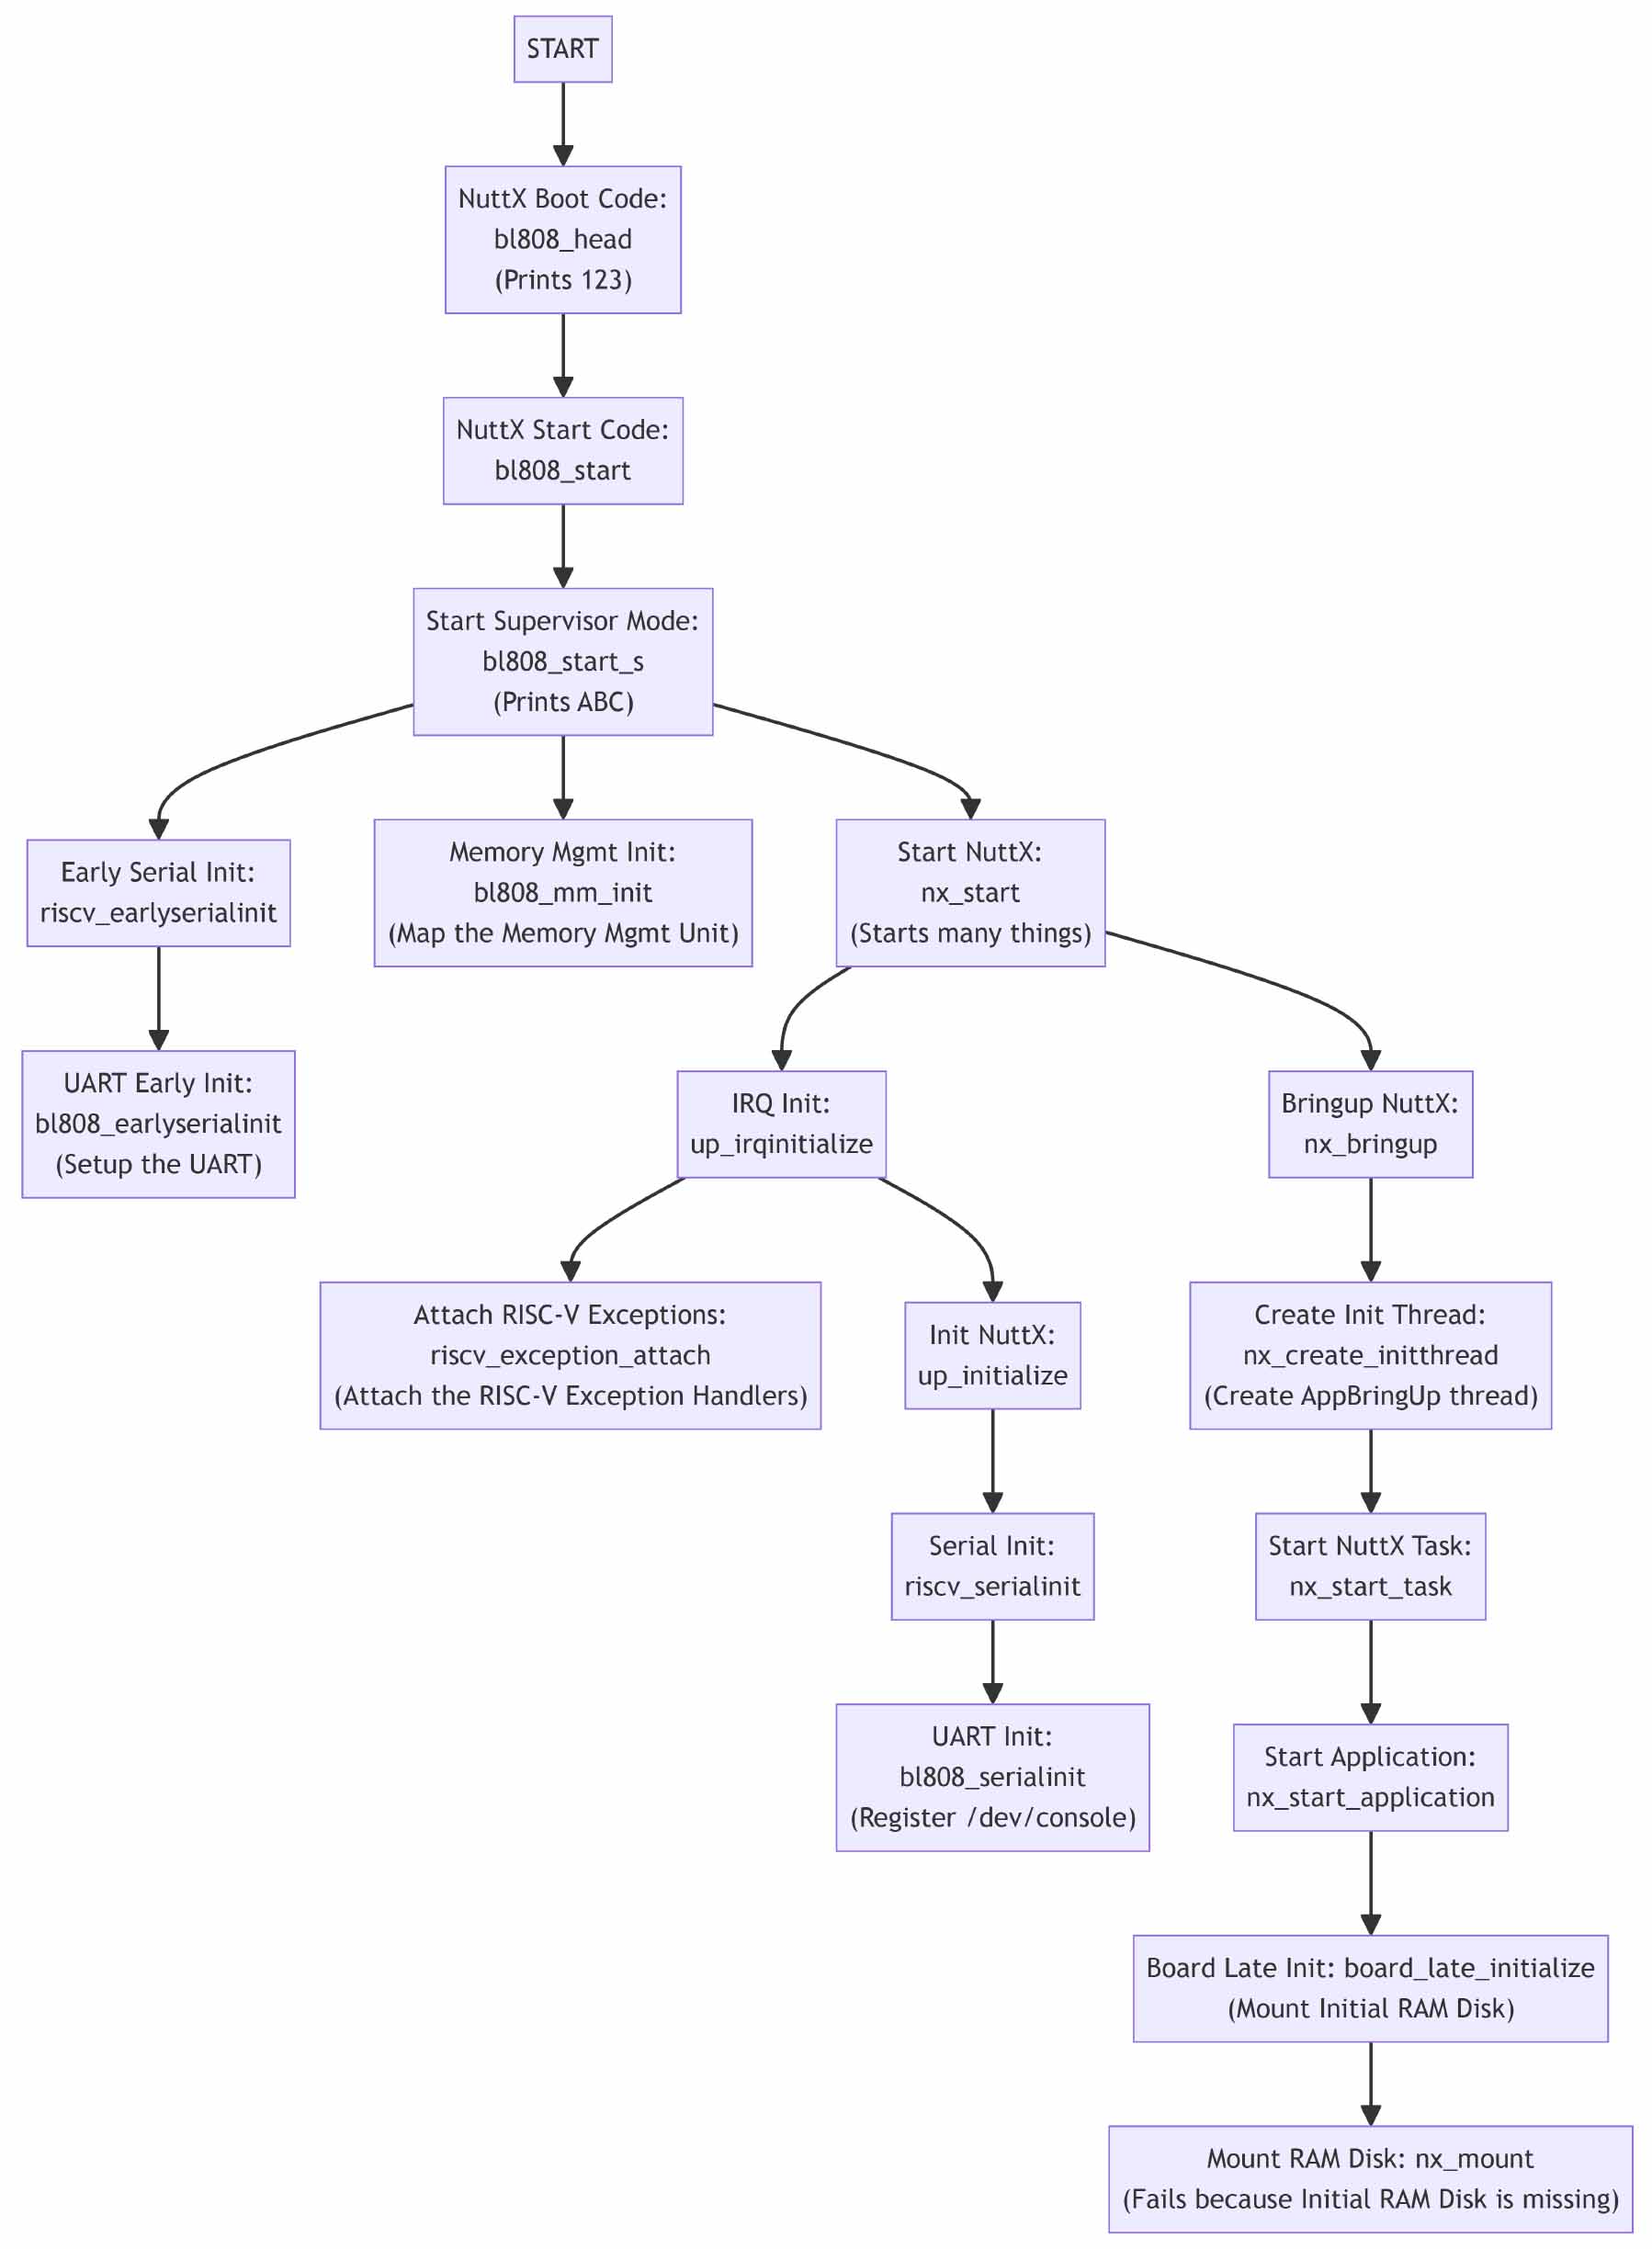 START
NuttX Boot Code:
bl808_head
(Prints 123)
NuttX Start Code:
bl808_start
Start Supervisor Mode:
bl808_start_s
(Prints ABC)
Early Serial Init:
riscv_earlyserialinit
Memory Mgmt Init:
bl808_mm_init
(Map the Memory Mgmt Unit)
Start NuttX:
nx_start
(Starts many things)
UART Early Init:
bl808_earlyserialinit
(Setup the UART)
IRQ Init:
up_irqinitialize
Bringup NuttX:
nx_bringup
Attach RISC-V Exceptions:
riscv_exception_attach
(Attach the RISC-V Exception Handlers)
Init NuttX:
up_initialize
Create Init Thread:
nx_create_initthread
(Create AppBringUp thread)
Serial Init:
riscv_serialinit
Start NuttX Task:
nx_start_task
UART Init:
bl808_serialinit
(Register /dev/console)
Start Application:
nx_start_application
Board Late Init: board_late_initialize
(Mount Initial RAM Disk)
Mount RAM Disk: nx_mount
(Fails because Initial RAM Disk is missing)